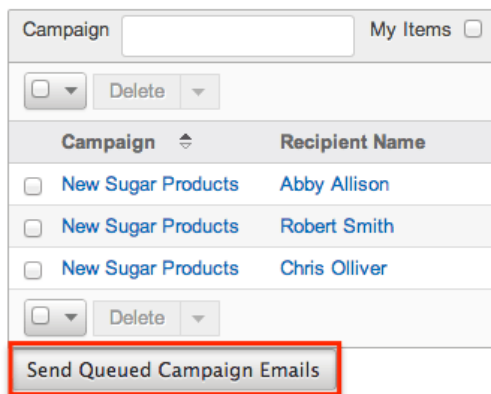 Campaign My Items
Delete
Campaign Recipient Name
New Sugar Products Abby Allison
New Sugar Products Robert Smith
New Sugar Products Chris Olliver
Delete
Send Queued Campaign Emails